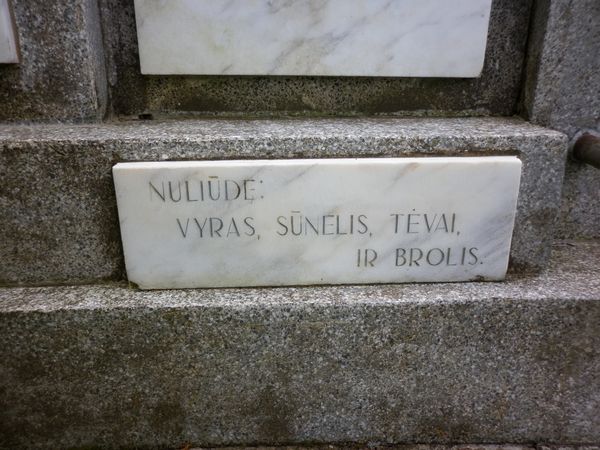 NULIŪDĘ:
VYRAS, SŪNELIS, TĖVAI,
IR BROLIS.